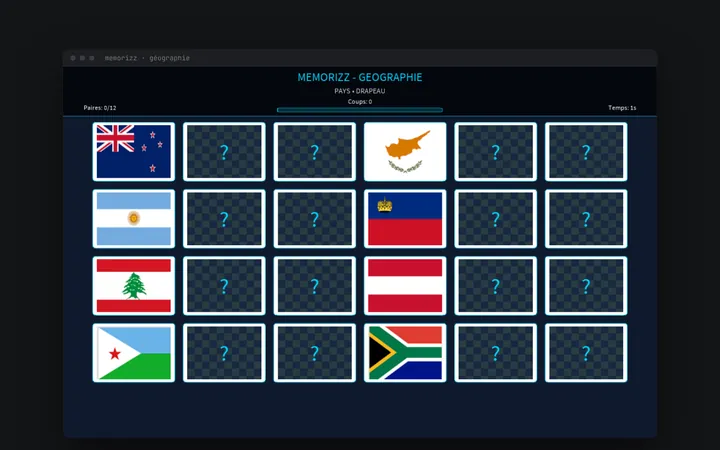 memorizz - géographie
MEMORIZZ - GEOGRAPHIE
PAYS • DRAPEAU
Coups: 0
Paires: 0/12
Temps: 1s
? ? ? ?
? ? ? ?
? ? ? ?
? ? ? ?